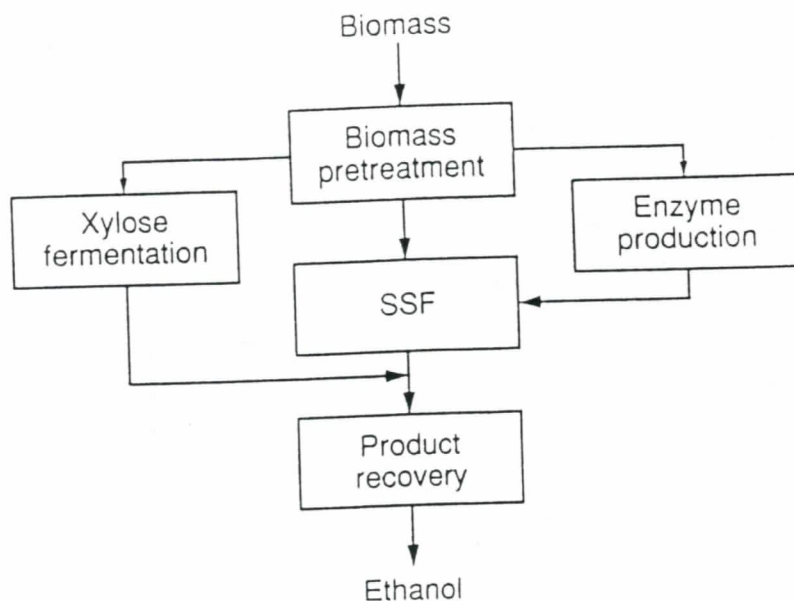 Biomass
Biomass
pretreatment
Xylose
fermentation
Enzyme
production
SSF
Product
recovery
Ethanol